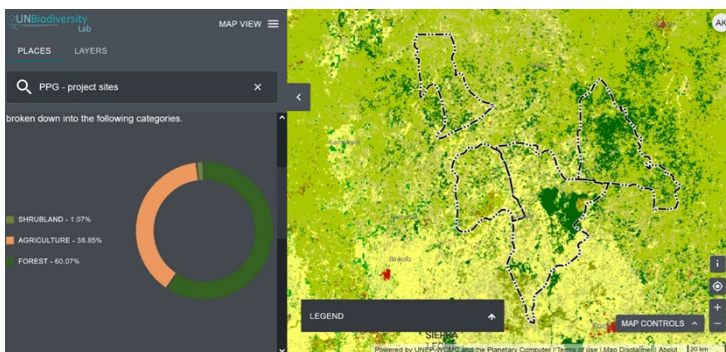 UNBiodiversity
Lab
MAP VIEW
PLACES LAYERS
PPG - project sites
broken down into the following categories.
SHRUBLAND - 1.07%
AGRICULTURE - 38.85%
FOREST - 60.07%
AK
Binkolo
SIERRA
LEGEND
MAP CONTROLS
Powered by UNEP-WCMC and the Planetary Computer | Terms of use | Map Disclaimer | About
20 km